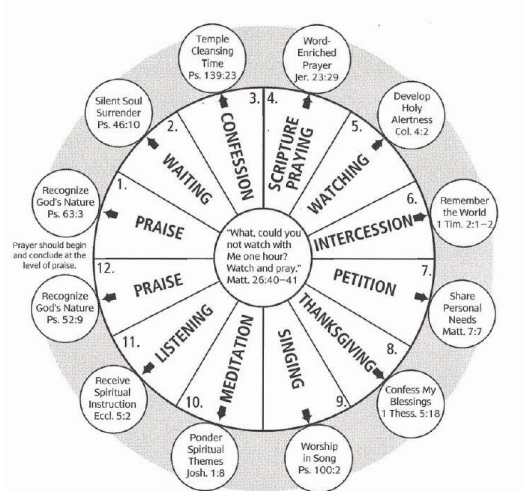 Temple
Cleansing
Time
Ps. 139:23
Word-
Enriched
Prayer
Jer. 23:29
Silent Soul
Surrender
Ps. 46:10
Develop
Holy
Alertness
Col. 4:2
Recognize
God's Nature
Ps. 63:3
Remember
the World
1 Tim. 2:1–2
Prayer should begin
and conclude at the
level of praise.
Recognize
God's Nature
Ps. 52:9
Share
Personal
Needs
Matt. 7:7
Receive
Spiritual
Instruction
Eccl. 5:2
Confess My
Blessings
1 Thess. 5:18
Ponder
Spiritual
Themes
Josh. 1:8
Worship
in Song
Ps. 100:2
1.
PRAISE
2.
WAITING
3.
CONFESSION
4.
SCRIPTURE
PRAYING
5.
WATCHING
6.
INTERCESSION
7.
PETITION
8.
THANKSGIVING
9.
SINGING
10.
MEDITATION
11.
LISTENING
12.
PRAISE
"What, could you
not watch with
Me one hour?
Watch and pray."
Matt. 26:40–41